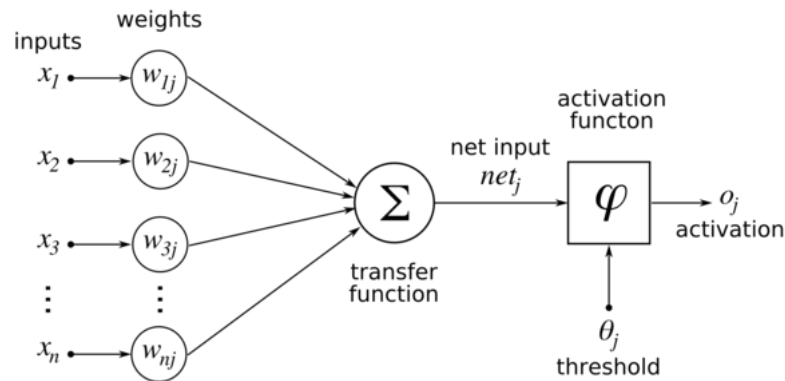 weights
inputs
x₁
w₁ⱼ
x₂
w₂ⱼ
x₃
w₃ⱼ
⋮
⋮
xₙ
wₙⱼ
Σ
transfer
function
net input
netⱼ
activation
functon
φ
oⱼ
activation
θⱼ
threshold